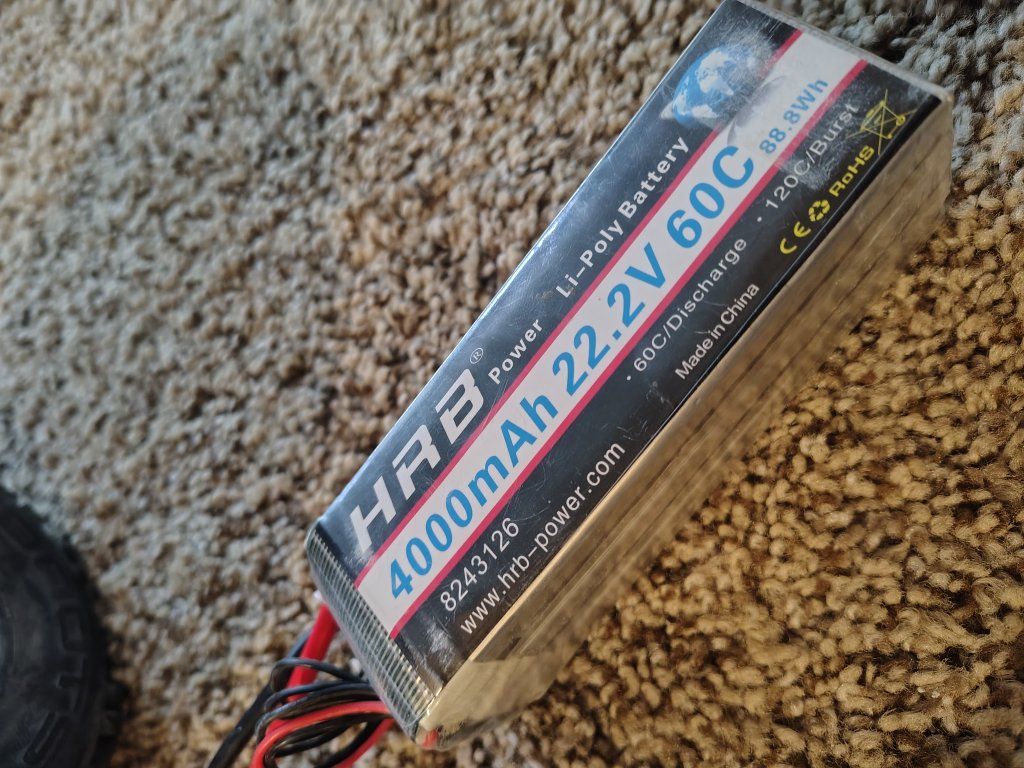 HRB® Power Li-Poly Battery
4000mAh 22.2V 60C 88.8Wh
8243126 · 60C/Discharge · 120C/Burst
www.hrb-power.com Made in China CE RoHS